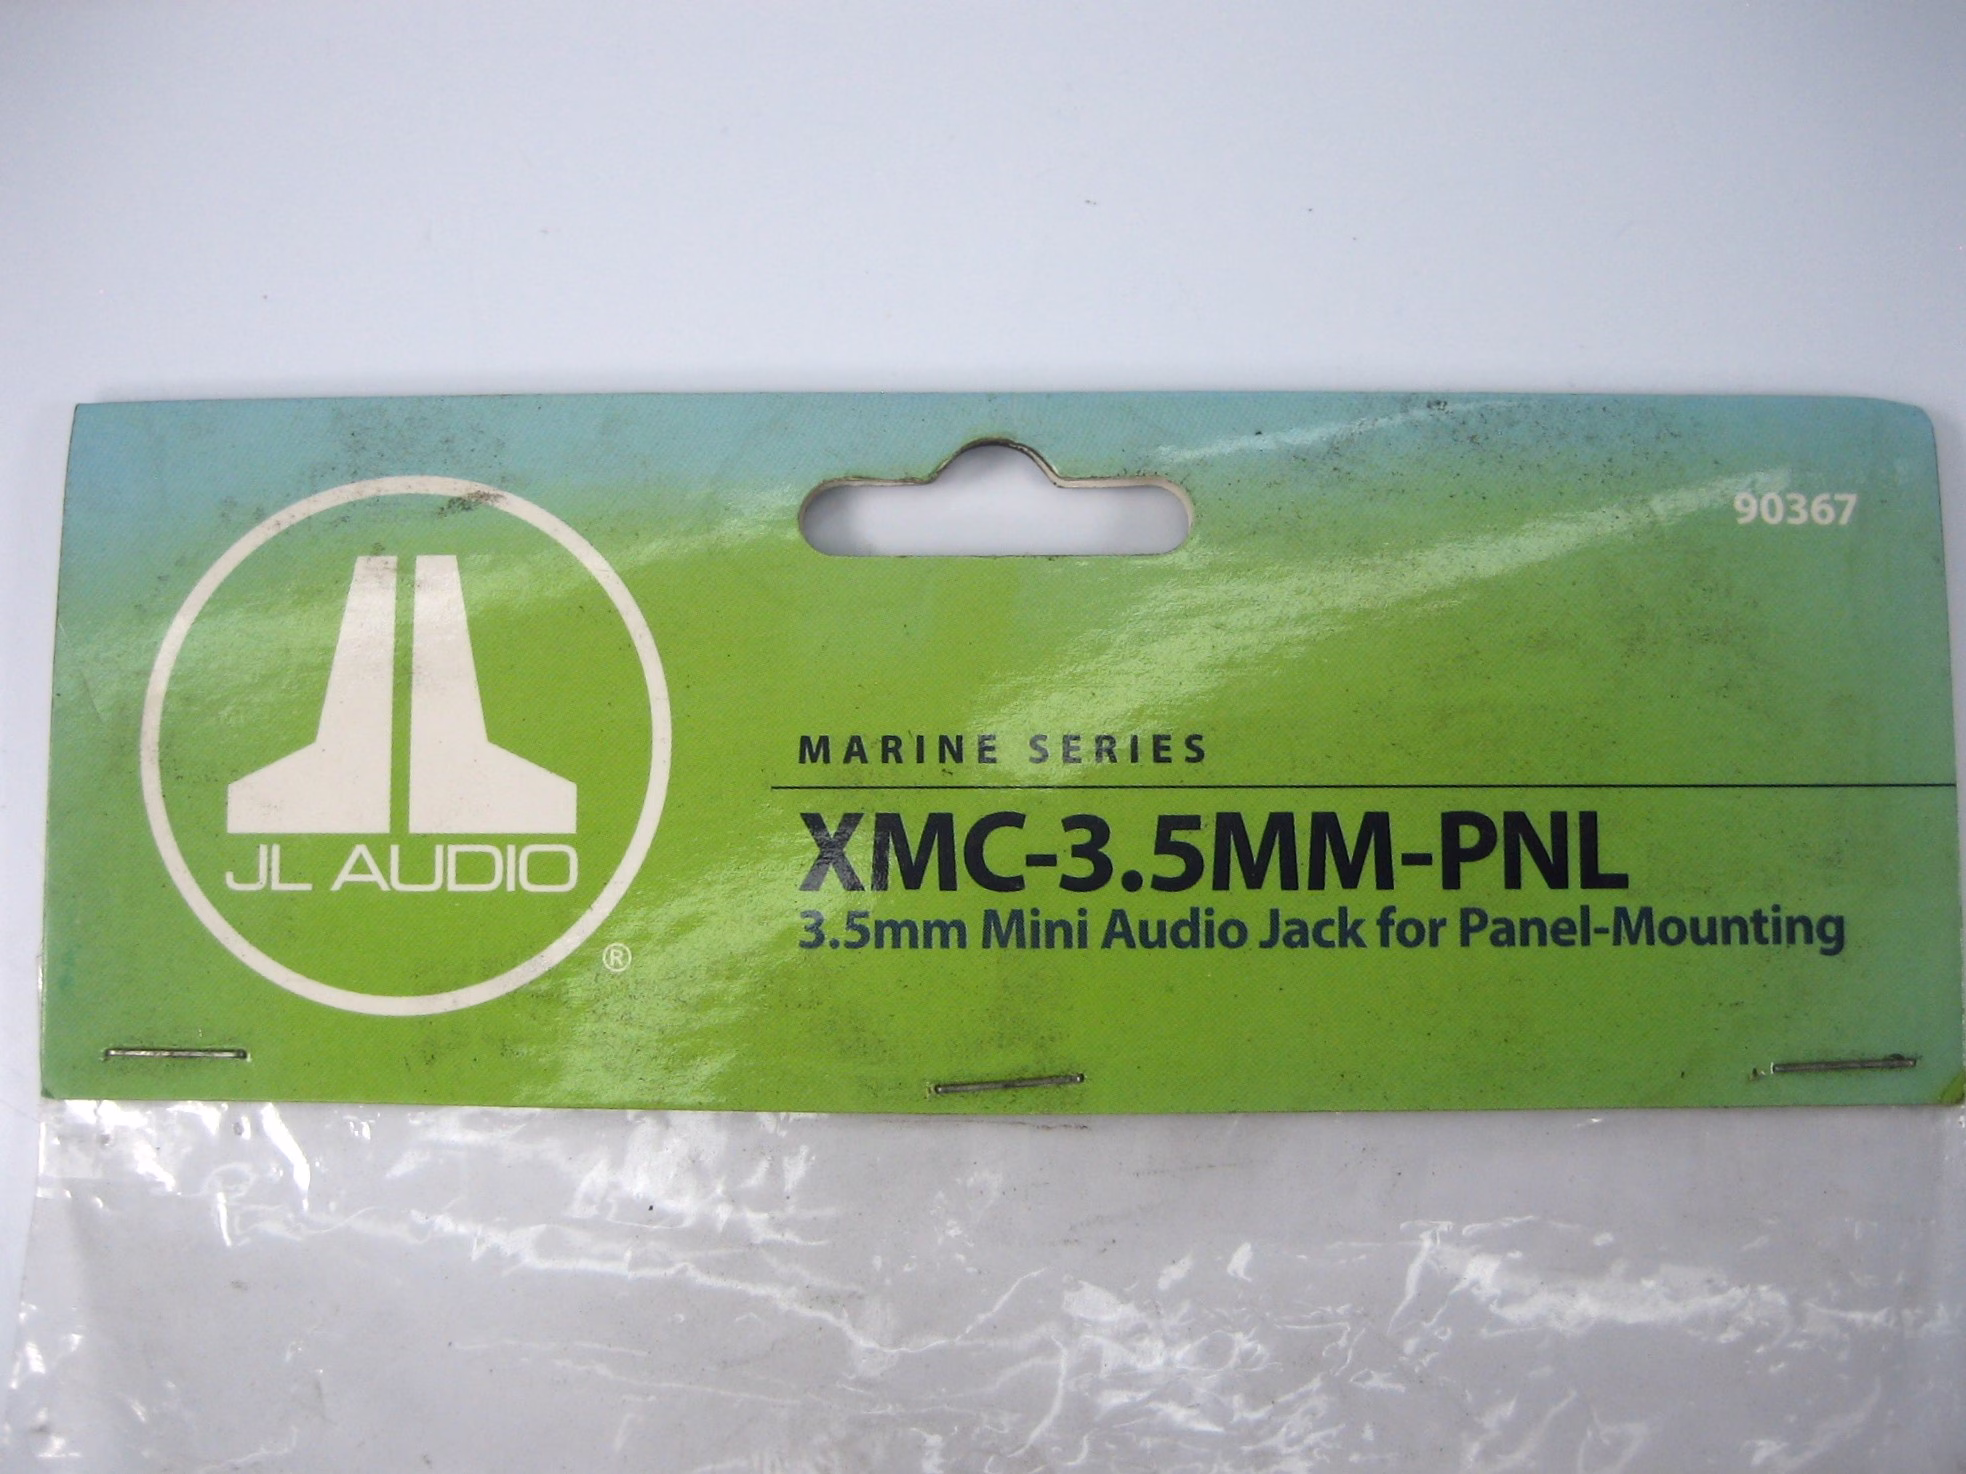 90367
JL AUDIO
®
MARINE SERIES
XMC-3.5MM-PNL
3.5mm Mini Audio Jack for Panel-Mounting